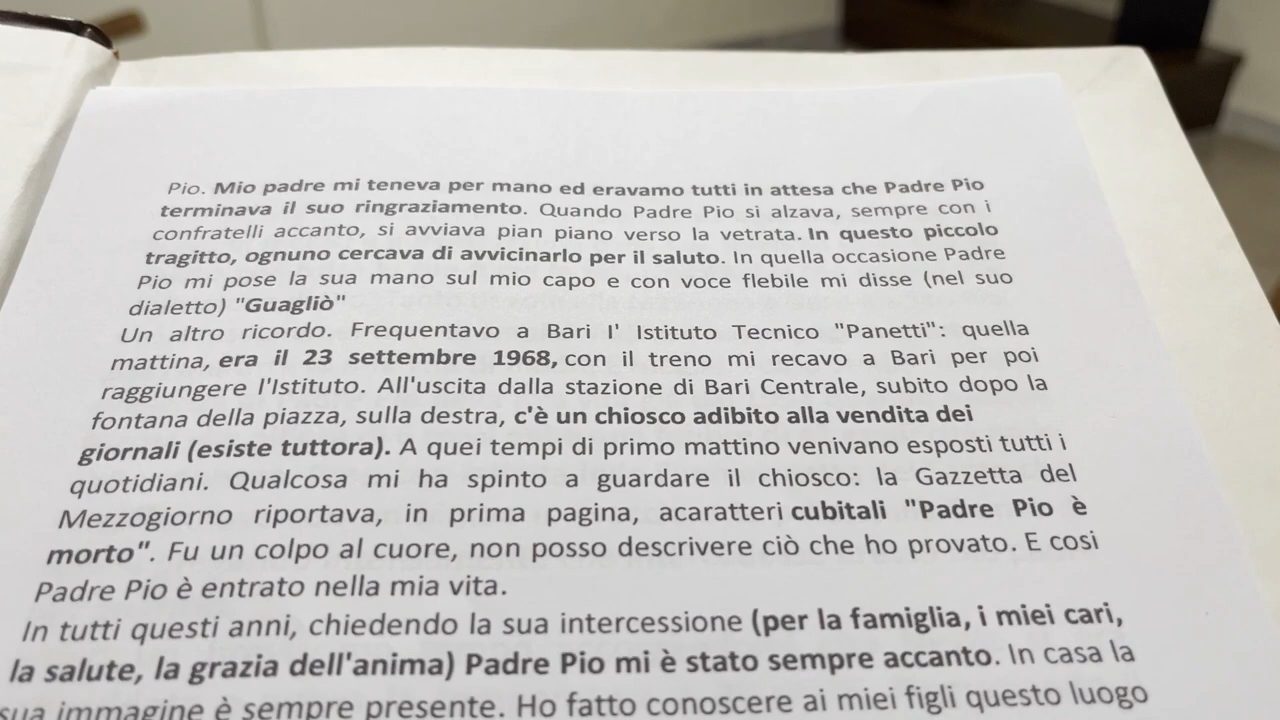 Pio. Mio padre mi teneva per mano ed eravamo tutti in attesa che Padre Pio
terminava il suo ringraziamento. Quando Padre Pio si alzava, sempre con i
confratelli accanto, si avviava pian piano verso la vetrata. In questo piccolo
tragitto, ognuno cercava di avvicinarlo per il saluto. In quella occasione Padre
Pio mi pose la sua mano sul mio capo e con voce flebile mi disse (nel suo
dialetto) "Guagliò"
Un altro ricordo. Frequentavo a Bari l' Istituto Tecnico "Panetti": quella
mattina, era il 23 settembre 1968, con il treno mi recavo a Bari per poi
raggiungere l'Istituto. All'uscita dalla stazione di Bari Centrale, subito dopo la
fontana della piazza, sulla destra, c'è un chiosco adibito alla vendita dei
giornali (esiste tuttora). A quei tempi di primo mattino venivano esposti tutti i
quotidiani. Qualcosa mi ha spinto a guardare il chiosco: la Gazzetta del
Mezzogiorno riportava, in prima pagina, acaratteri cubitali "Padre Pio è
morto". Fu un colpo al cuore, non posso descrivere ciò che ho provato. E cosi
Padre Pio è entrato nella mia vita.
In tutti questi anni, chiedendo la sua intercessione (per la famiglia, i miei cari,
la salute, la grazia dell'anima) Padre Pio mi è stato sempre accanto. In casa la
sua immagine è sempre presente. Ho fatto conoscere ai miei figli questo luogo